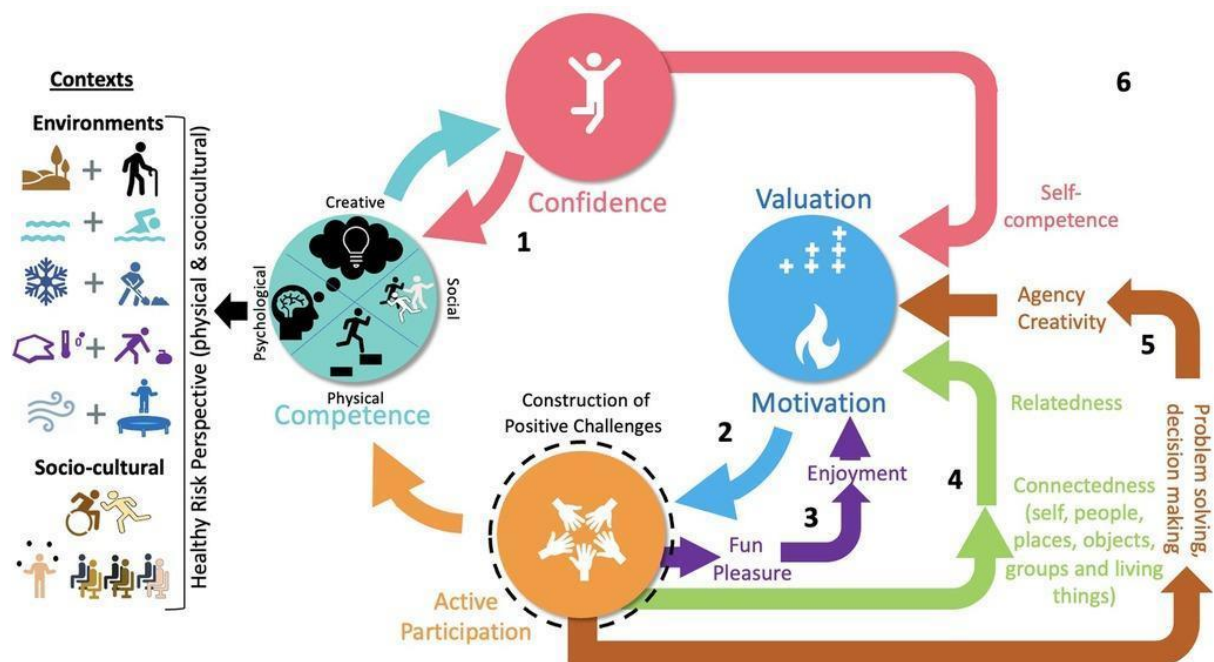 Contexts
Environments
+
+
+
0
+
+
Socio-cultural
Healthy Risk Perspective (physical & sociocultural)
Creative
Psychological
Social
Physical
Competence
Confidence
1
6
Valuation
Motivation
Self-
competence
Agency
Creativity
5
Relatedness
Construction of
Positive Challenges
2
Enjoyment
3
4
Fun
Pleasure
Connectedness
(self, people,
places, objects,
groups and living
things)
Problem solving,
decision making
Active
Participation